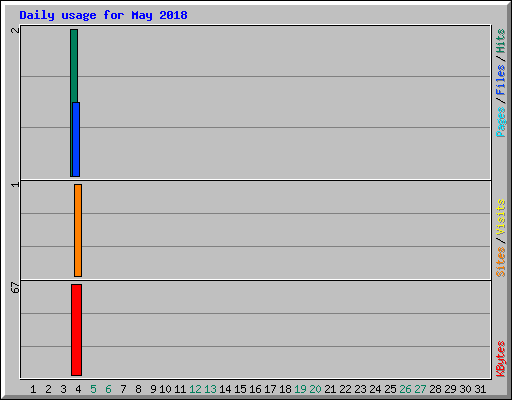 Daily usage for May 2018
2
1
67
Pages / Files / Hits
Sites / Visits
KBytes
1 2 3 4 5 6 7 8 9 10 11 12 13 14 15 16 17 18 19 20 21 22 23 24 25 26 27 28 29 30 31